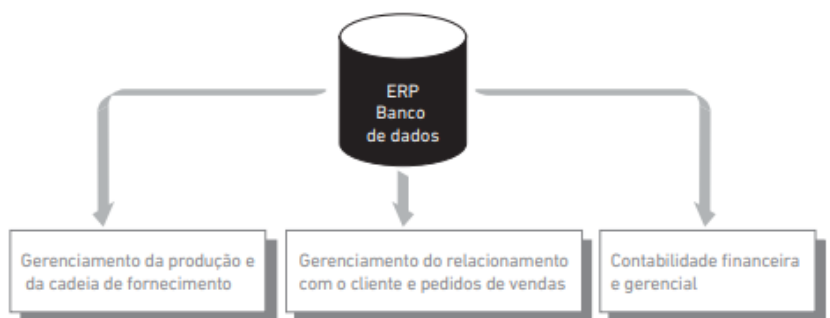 ERP
Banco
de dados
Gerenciamento da produção e
da cadeia de fornecimento
Gerenciamento do relacionamento
com o cliente e pedidos de vendas
Contabilidade financeira
e gerencial